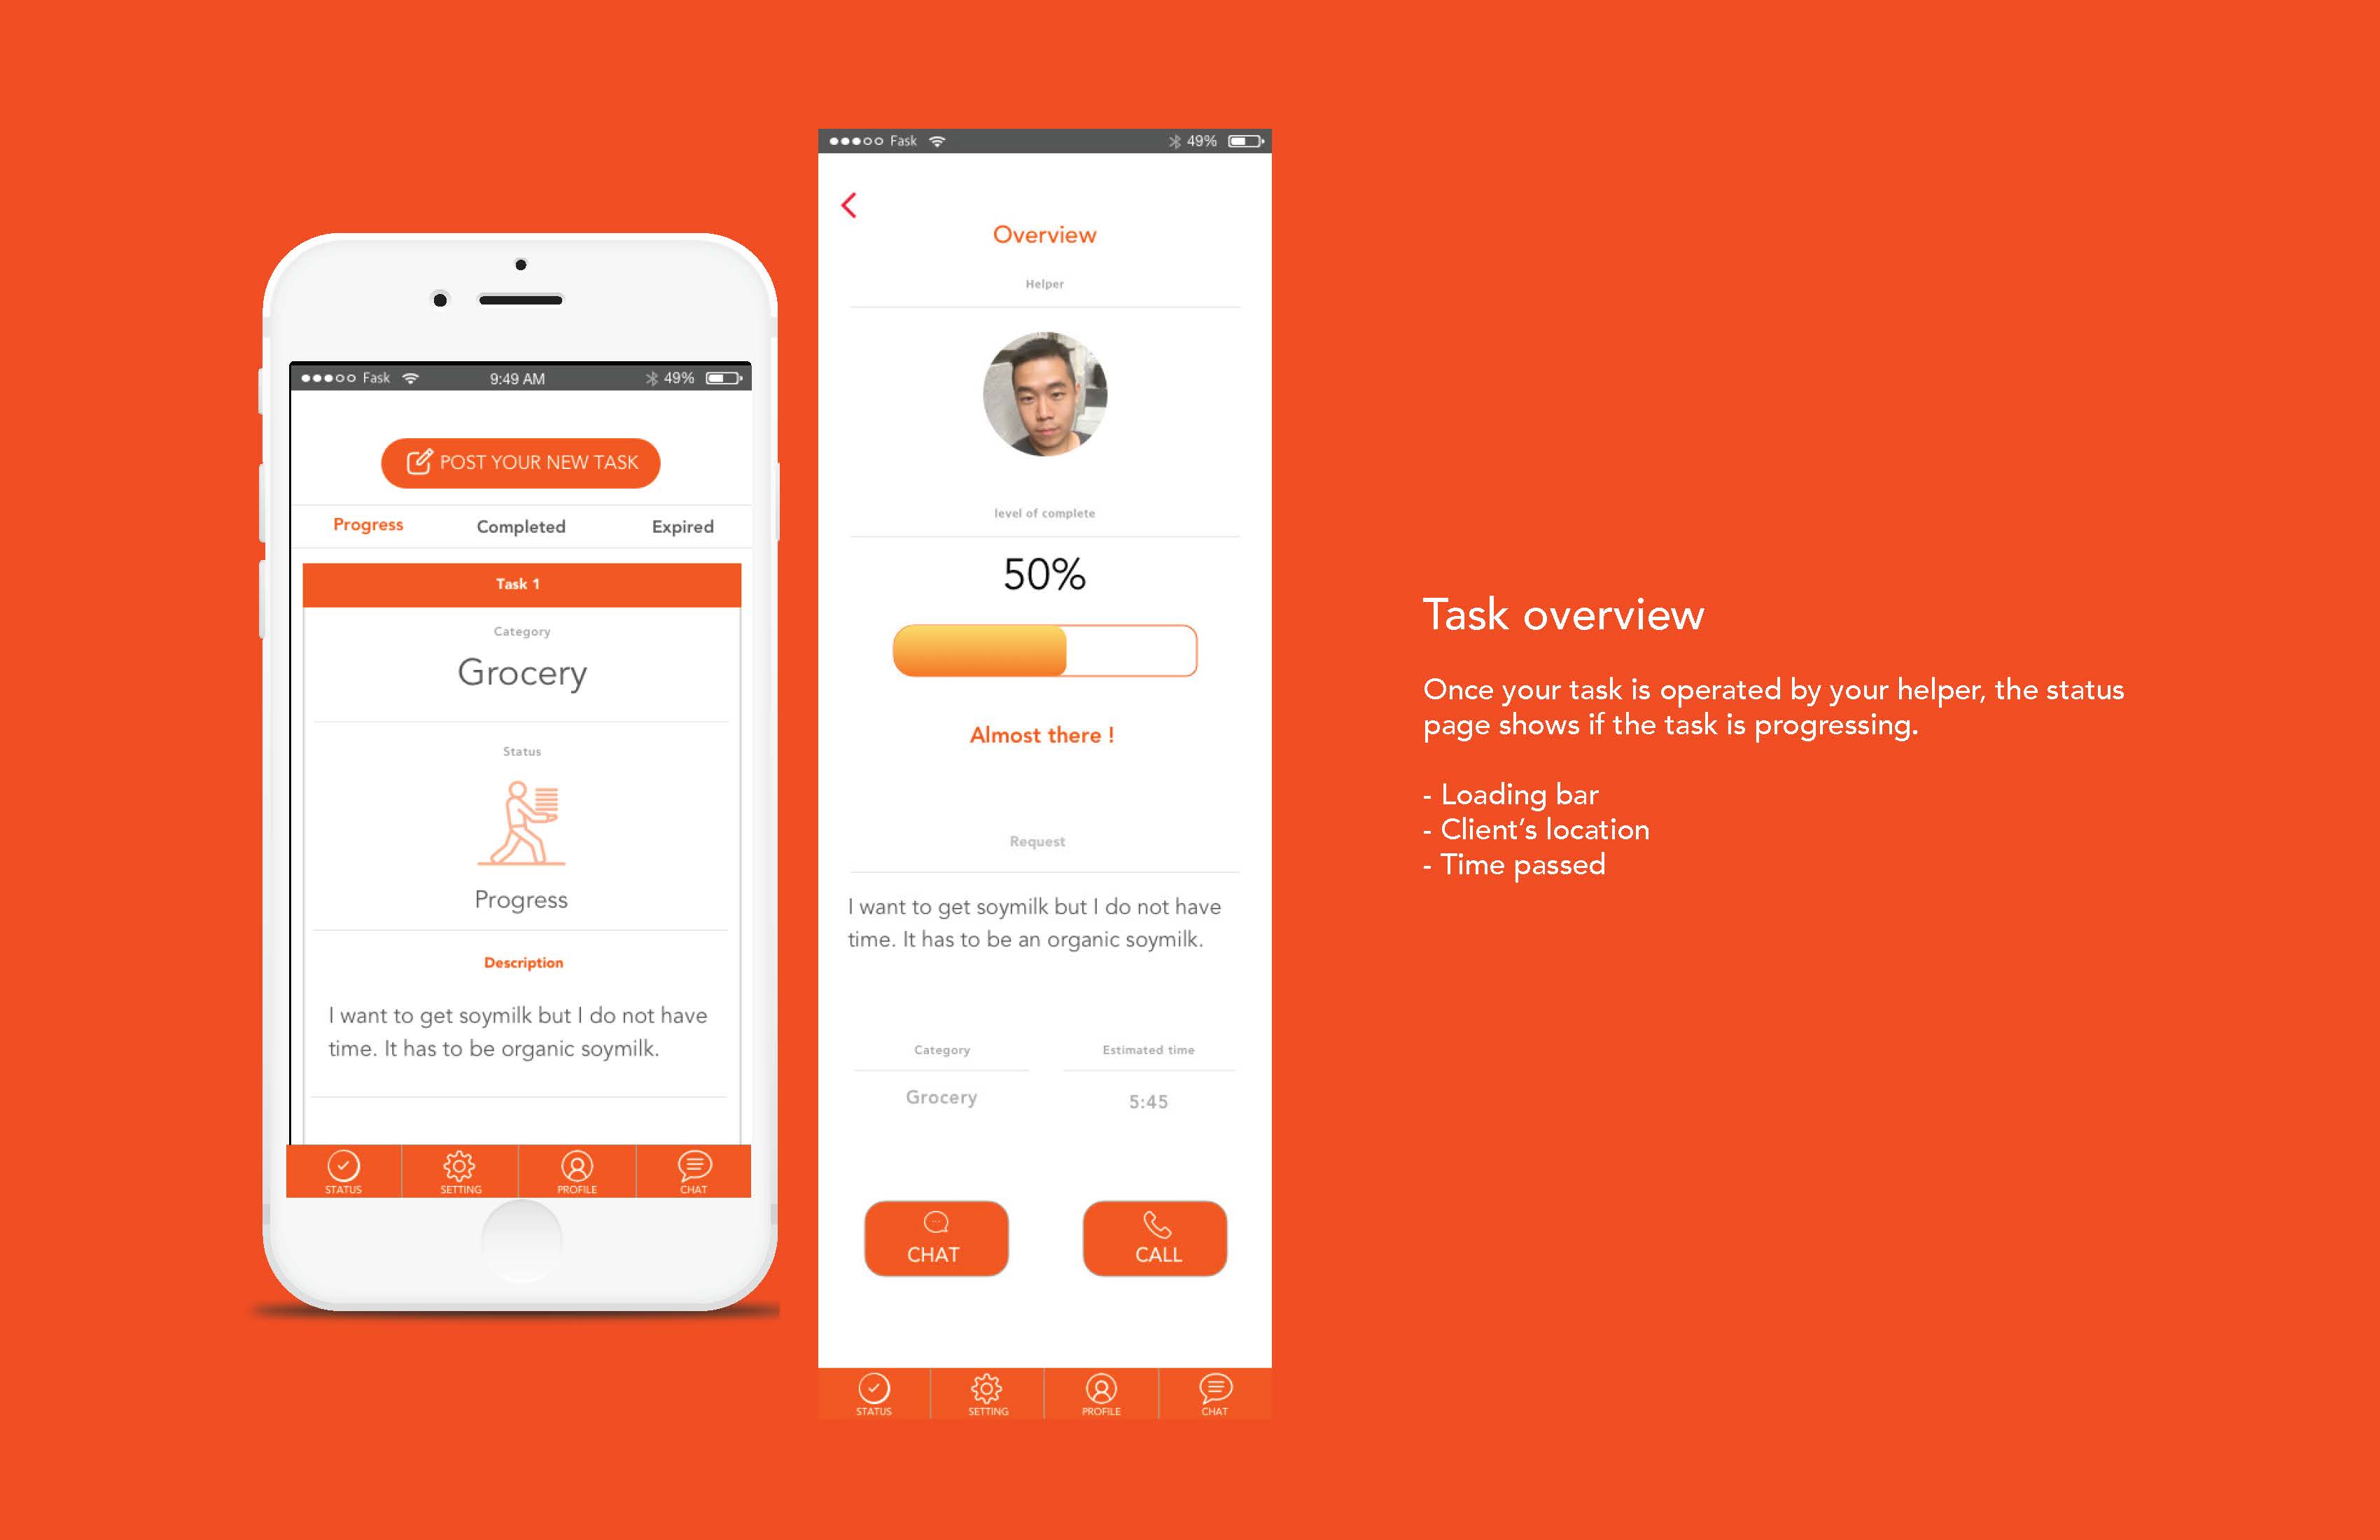 Fask
9:49 AM
49%
POST YOUR NEW TASK
Progress
Completed
Expired
Task 1
Category
Grocery
Status
Progress
Description
I want to get soymilk but I do not have
time. It has to be organic soymilk.
STATUS
SETTING
PROFILE
CHAT
Fask
49%
Overview
Helper
level of complete
50%
Almost there !
Request
I want to get soymilk but I do not have
time. It has to be an organic soymilk.
Category
Estimated time
Grocery
5:45
CHAT
CALL
STATUS
SETTING
PROFILE
CHAT
Task overview
Once your task is operated by your helper, the status
page shows if the task is progressing.
- Loading bar
- Client’s location
- Time passed